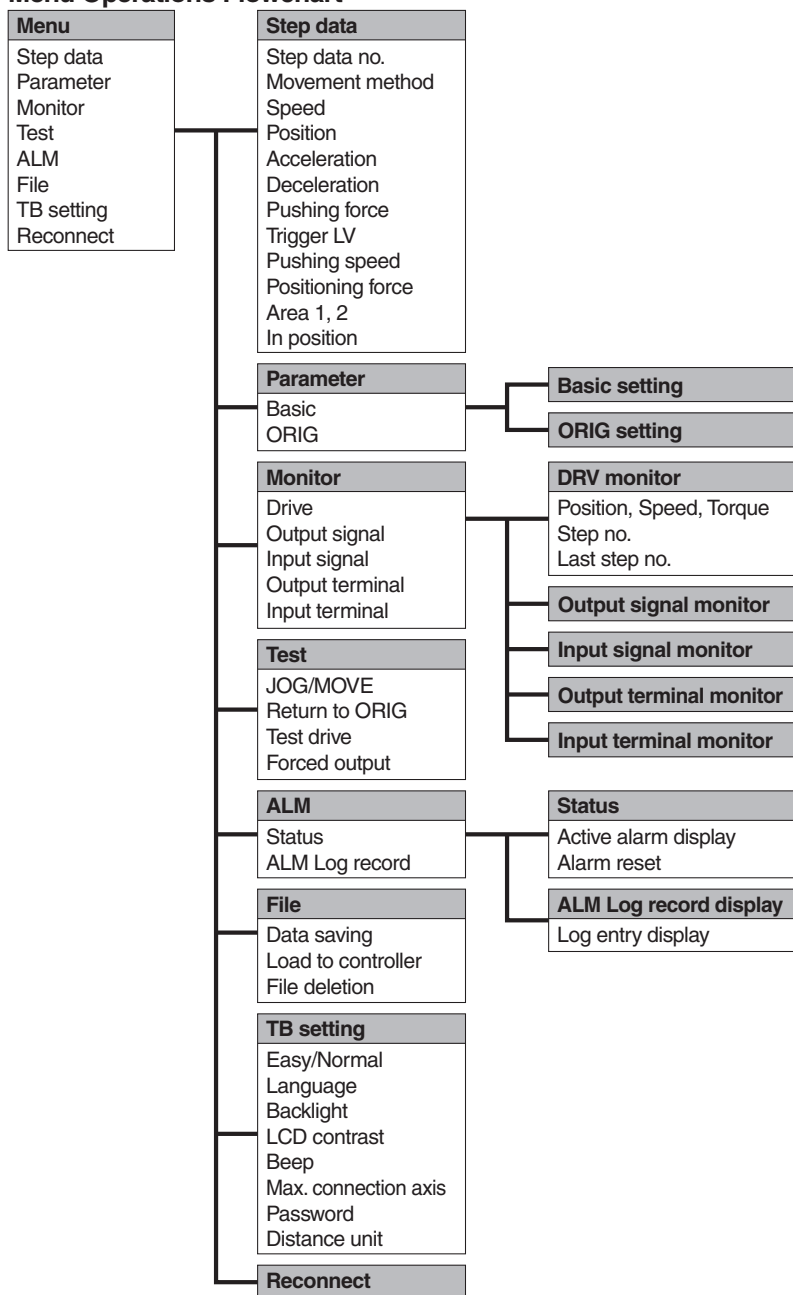 Menu Operations Flowchart
Menu
Step data
Parameter
Monitor
Test
ALM
File
TB setting
Reconnect
Step data
Step data no.
Movement method
Speed
Position
Acceleration
Deceleration
Pushing force
Trigger LV
Pushing speed
Positioning force
Area 1, 2
In position
Parameter
Basic
ORIG
Basic setting
ORIG setting
Monitor
Drive
Output signal
Input signal
Output terminal
Input terminal
DRV monitor
Position, Speed, Torque
Step no.
Last step no.
Output signal monitor
Input signal monitor
Output terminal monitor
Input terminal monitor
Test
JOG/MOVE
Return to ORIG
Test drive
Forced output
ALM
Status
ALM Log record
Status
Active alarm display
Alarm reset
ALM Log record display
Log entry display
File
Data saving
Load to controller
File deletion
TB setting
Easy/Normal
Language
Backlight
LCD contrast
Beep
Max. connection axis
Password
Distance unit
Reconnect